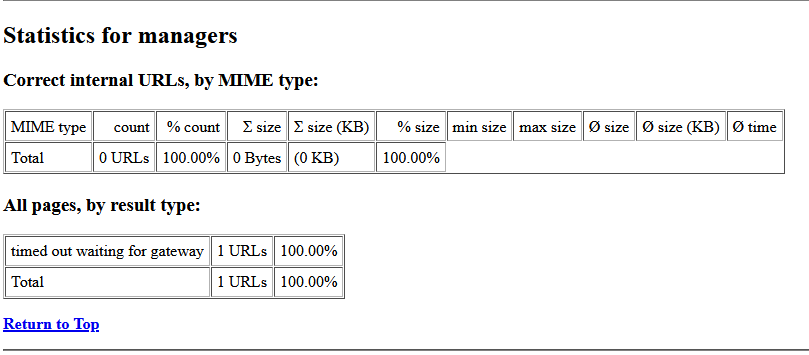 Statistics for managers
Correct internal URLs, by MIME type:
MIME type count % count Σ size Σ size (KB) % size min size max size Ø size Ø size (KB) Ø time
Total 0 URLs 100.00% 0 Bytes (0 KB) 100.00%
All pages, by result type:
timed out waiting for gateway 1 URLs 100.00%
Total 1 URLs 100.00%
Return to Top